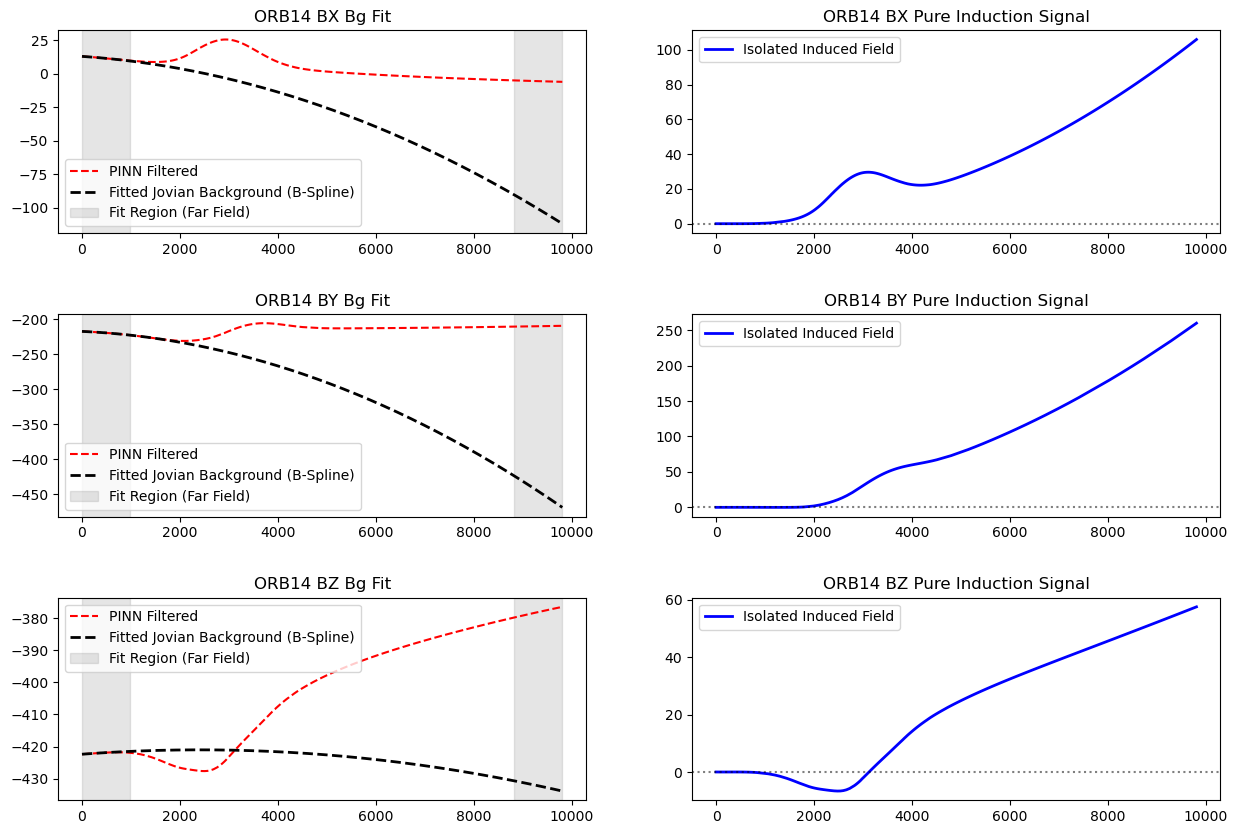 ORB14 BX Bg Fit
25
0
−25
−50
−75
−100
PINN Filtered
Fitted Jovian Background (B-Spline)
Fit Region (Far Field)
0 2000 4000 6000 8000 10000
ORB14 BX Pure Induction Signal
100
80
60
40
20
0
Isolated Induced Field
0 2000 4000 6000 8000 10000
ORB14 BY Bg Fit
−200
−250
−300
−350
−400
−450
PINN Filtered
Fitted Jovian Background (B-Spline)
Fit Region (Far Field)
0 2000 4000 6000 8000 10000
ORB14 BY Pure Induction Signal
250
200
150
100
50
0
Isolated Induced Field
0 2000 4000 6000 8000 10000
ORB14 BZ Bg Fit
−380
−390
−400
−410
−420
−430
PINN Filtered
Fitted Jovian Background (B-Spline)
Fit Region (Far Field)
0 2000 4000 6000 8000 10000
ORB14 BZ Pure Induction Signal
60
40
20
0
Isolated Induced Field
0 2000 4000 6000 8000 10000